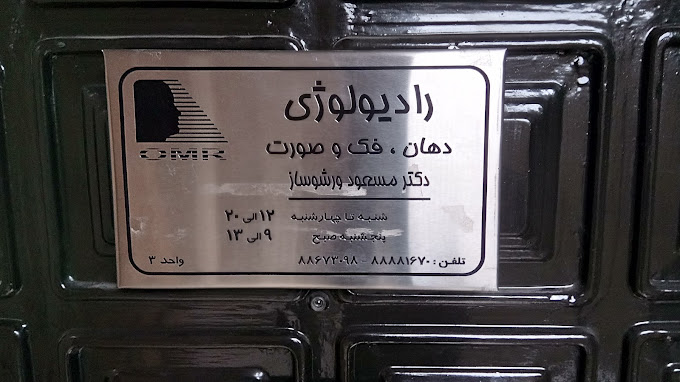 رادیولوژی
دهان ، فک و صورت
دکتر مسعود ورشوساز
OMR
شنبه تا چهارشنبه ۱۲ الی ۲۰
پنجشنبه صبح ۹ الی ۱۳
تلفن : ۸۸۸۸۱۶۷۰ - ۸۸۶۷۳۰۹۸ واحد ۳